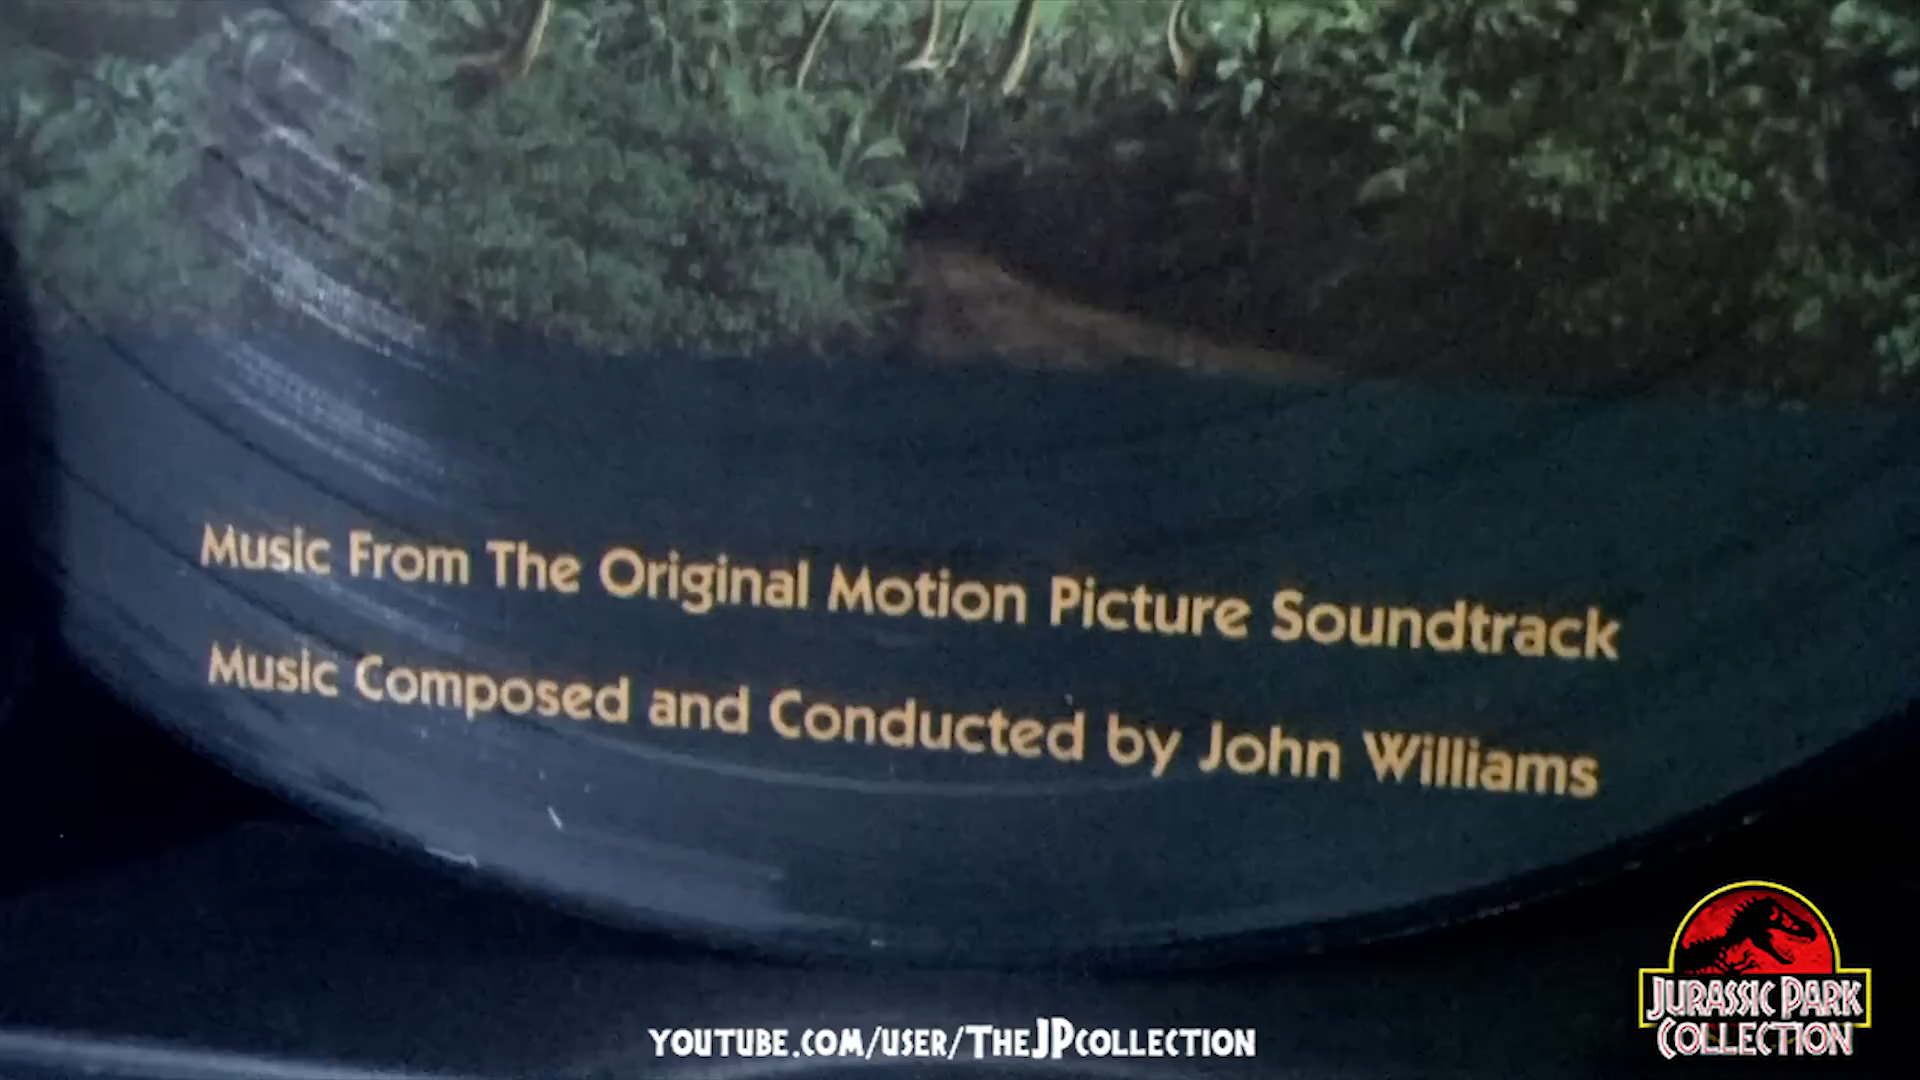 Music From The Original Motion Picture Soundtrack
Music Composed and Conducted by John Williams
YOUTUBE.COM/USER/THEJPCOLLECTION
JURASSIC PARK
COLLECTION